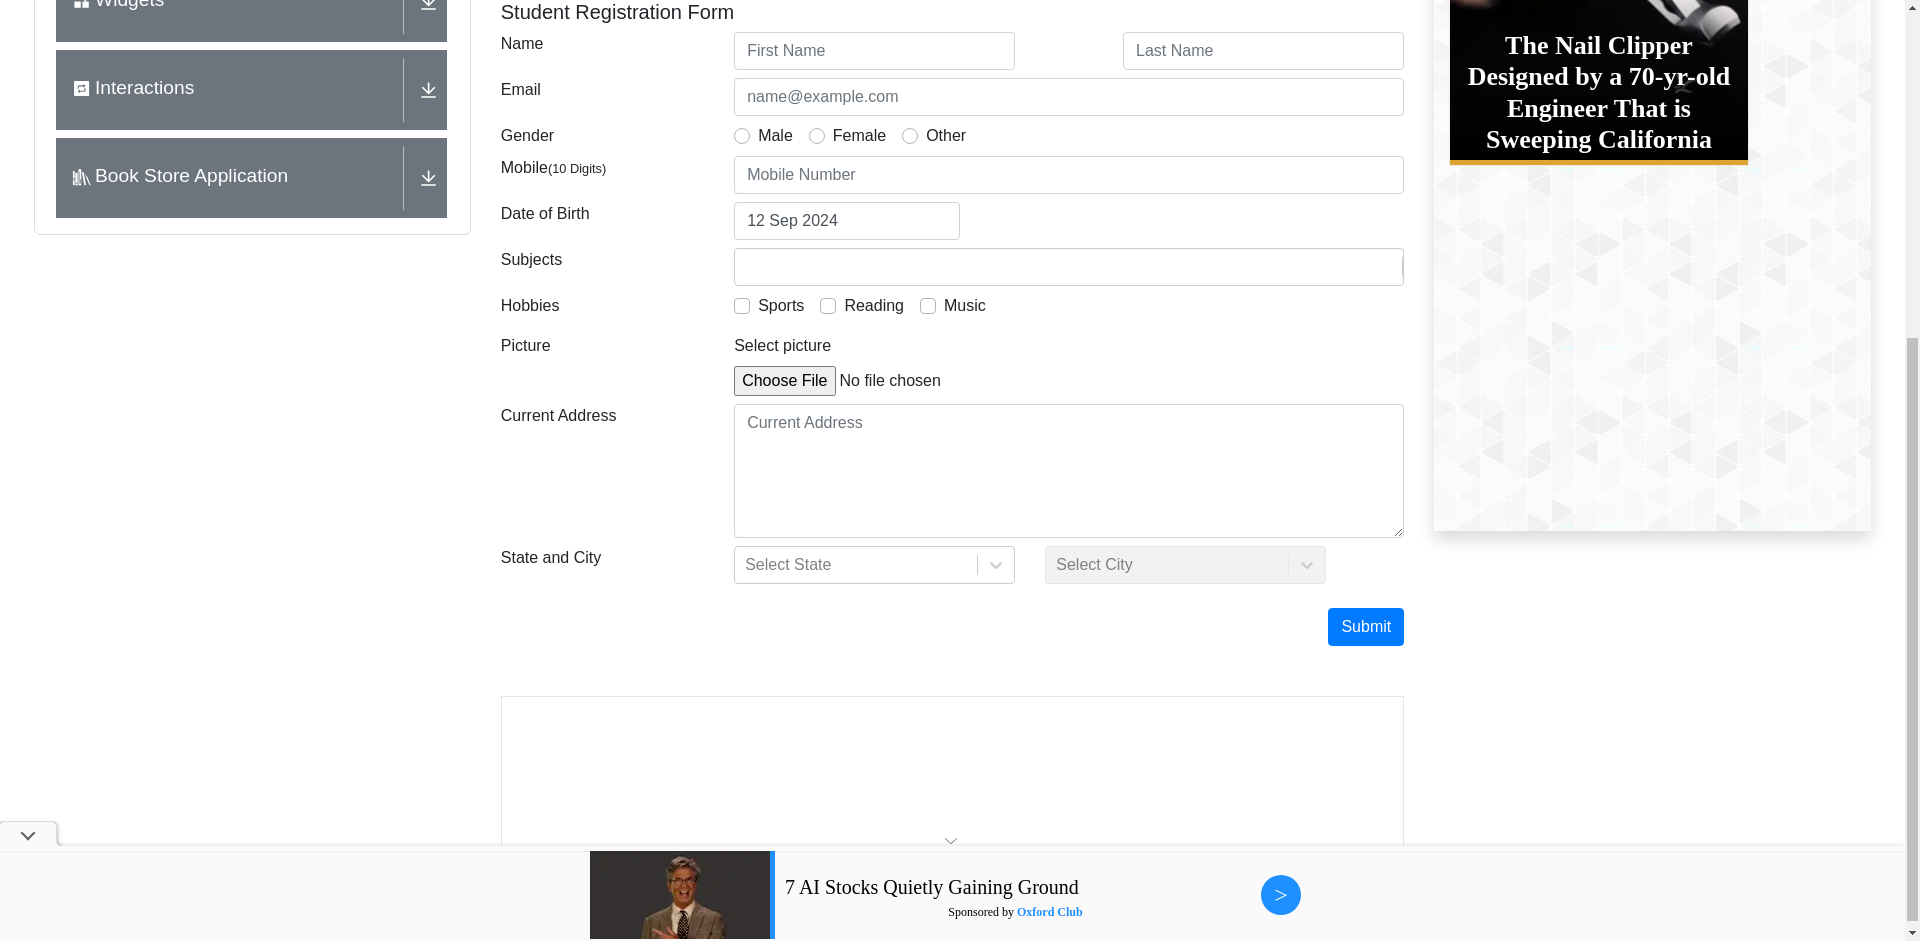 Widgets
Interactions
Book Store Application
Student Registration Form
Name
First Name
Last Name
Email
name@example.com
Gender
Male
Female
Other
Mobile(10 Digits)
Mobile Number
Date of Birth
12 Sep 2024
Subjects
Hobbies
Sports
Reading
Music
Picture
Select picture
Choose File No file chosen
Current Address
Current Address
State and City
Select State
Select City
Submit
The Nail Clipper
Designed by a 70-yr-old
Engineer That is
Sweeping California
7 AI Stocks Quietly Gaining Ground
Sponsored by Oxford Club
>